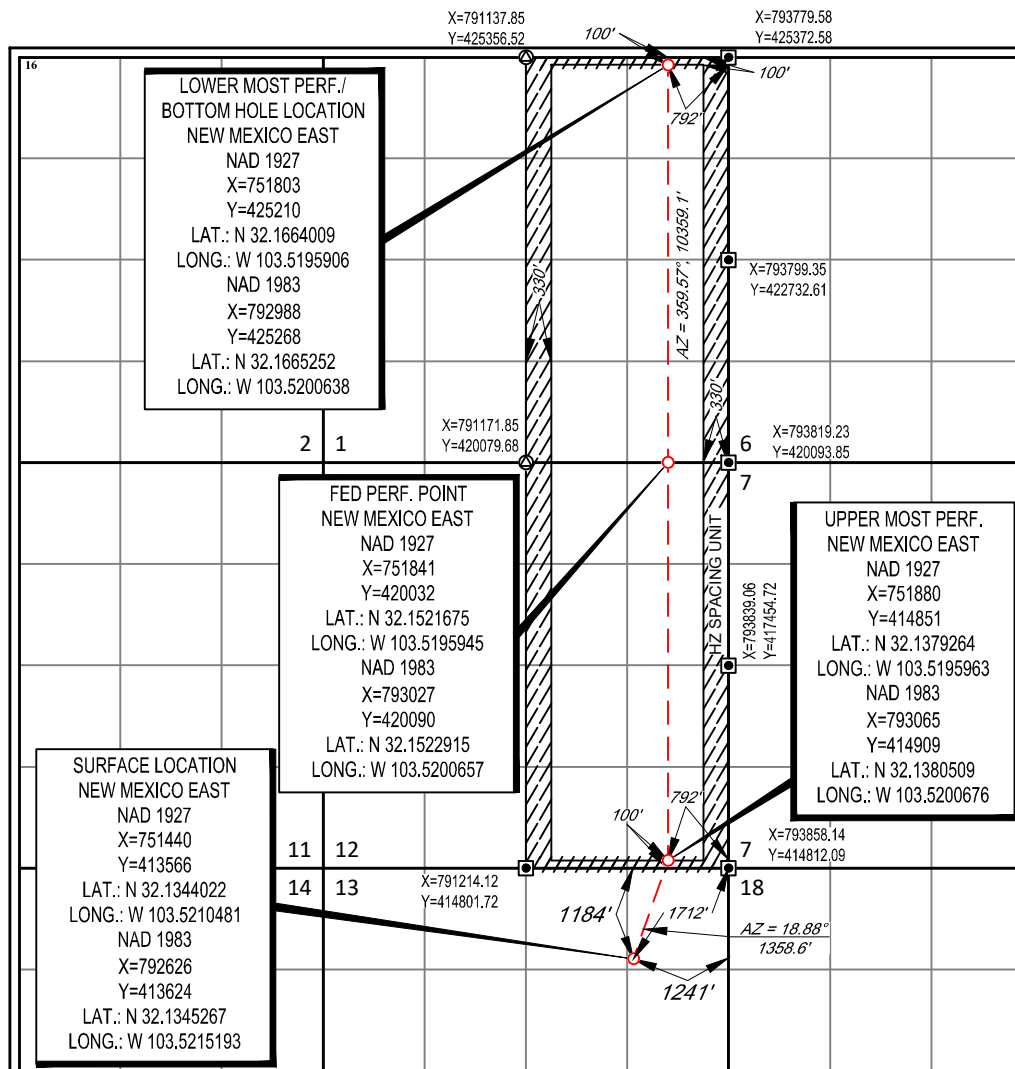 X=791137.85
Y=425356.52
X=793779.58
Y=425372.58
16
100'
100'
792'
LOWER MOST PERF./
BOTTOM HOLE LOCATION
NEW MEXICO EAST
NAD 1927
X=751803
Y=425210
LAT.: N 32.1664009
LONG.: W 103.5195906
NAD 1983
X=792988
Y=425268
LAT.: N 32.1665252
LONG.: W 103.5200638
AZ = 359.57°, 10359.1'
330'
X=793799.35
Y=422732.61
330'
X=791171.85
Y=420079.68
2 1
6
7
X=793819.23
Y=420093.85
FED PERF. POINT
NEW MEXICO EAST
NAD 1927
X=751841
Y=420032
LAT.: N 32.1521675
LONG.: W 103.5195945
NAD 1983
X=793027
Y=420090
LAT.: N 32.1522915
LONG.: W 103.5200657
HZ SPACING UNIT
X=793839.06
Y=417454.72
UPPER MOST PERF.
NEW MEXICO EAST
NAD 1927
X=751880
Y=414851
LAT.: N 32.1379264
LONG.: W 103.5195963
NAD 1983
X=793065
Y=414909
LAT.: N 32.1380509
LONG.: W 103.5200676
SURFACE LOCATION
NEW MEXICO EAST
NAD 1927
X=751440
Y=413566
LAT.: N 32.1344022
LONG.: W 103.5210481
NAD 1983
X=792626
Y=413624
LAT.: N 32.1345267
LONG.: W 103.5215193
100'
792'
X=793858.14
Y=414812.09
11 12
14 13
7
18
X=791214.12
Y=414801.72
1184'
1712'
AZ = 18.88°
1358.6'
1241'